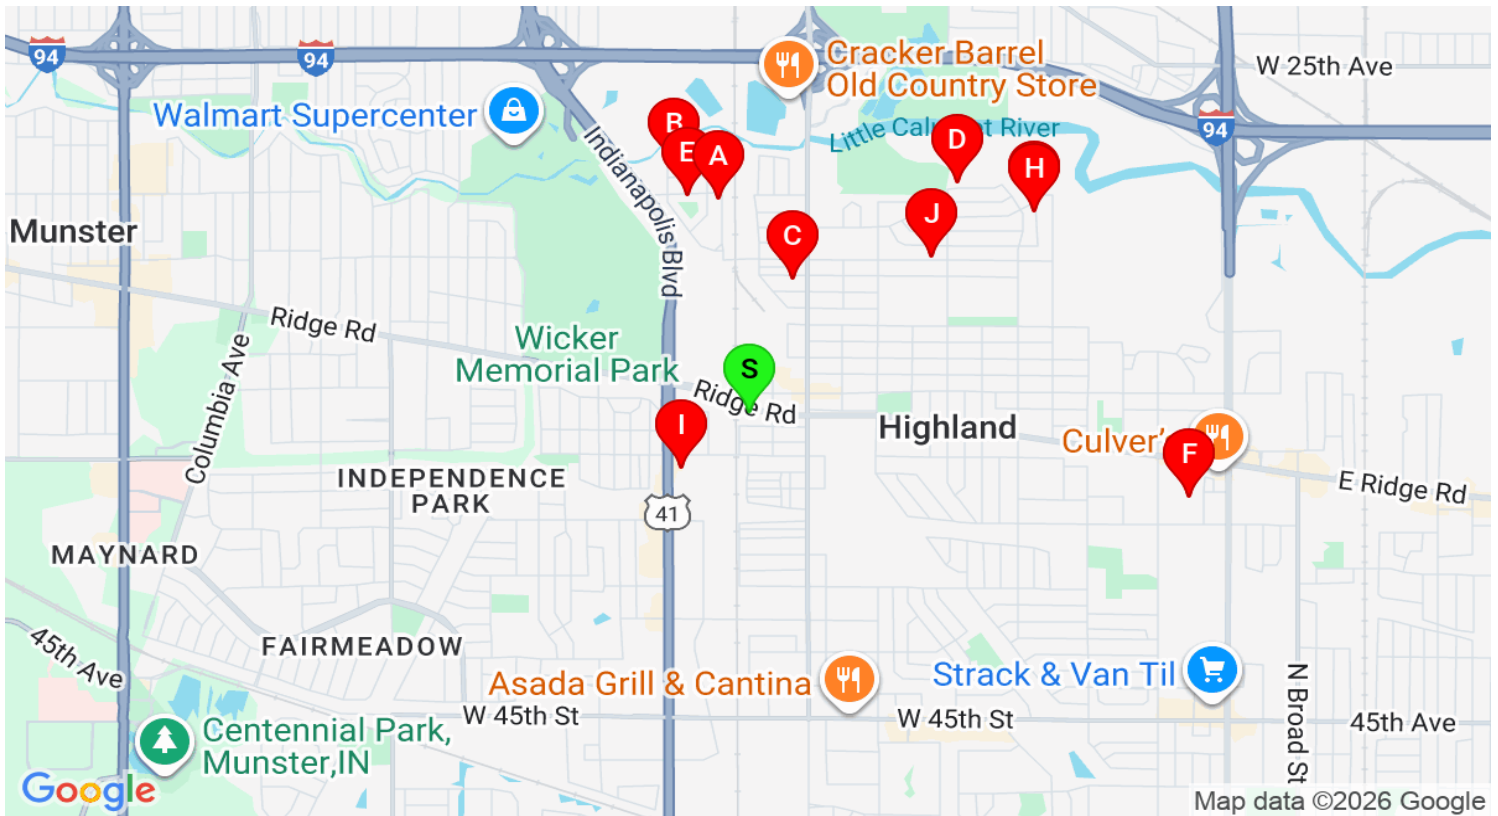 94
94
W 25th Ave
Cracker Barrel
Old Country Store
Walmart Supercenter
94
Little Calumet River
B
E
A
D
H
J
C
Indianapolis Blvd
Munster
Ridge Rd
Columbia Ave
Wicker
Memorial Park
S
Ridge Rd
I
Highland
Culver's
F
E Ridge Rd
INDEPENDENCE
PARK
41
MAYNARD
FAIRMEADOW
45th Ave
Asada Grill & Cantina
Strack & Van Til
N Broad St
W 45th St
W 45th St
45th Ave
Centennial Park,
Munster,IN
Google
Map data ©2026 Google